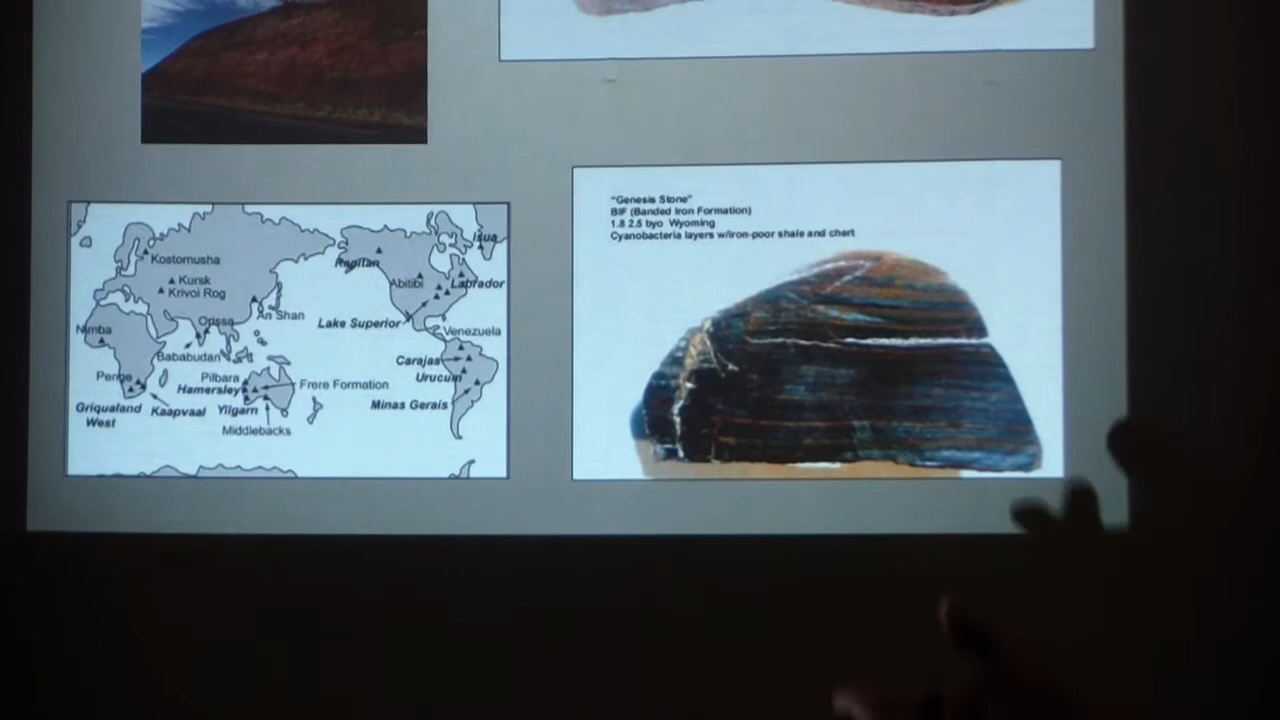 "Genesis Stone"
BIF (Banded Iron Formation)
1.8 2.5 byo Wyoming
Cyanobacteria layers w/iron-poor shale and chert
Isua
Kostomusha
Rapitan
Kursk
Abitibi
Labrador
Krivoi Rog
An Shan
Orissa
Lake Superior
Nimba
Venezuela
Bababudan
Carajas
Penge
Pilbara
Urucum
Hamersley
Frere Formation
Griqualand
West
Kaapvaal
Yilgarn
Minas Gerais
Middlebacks